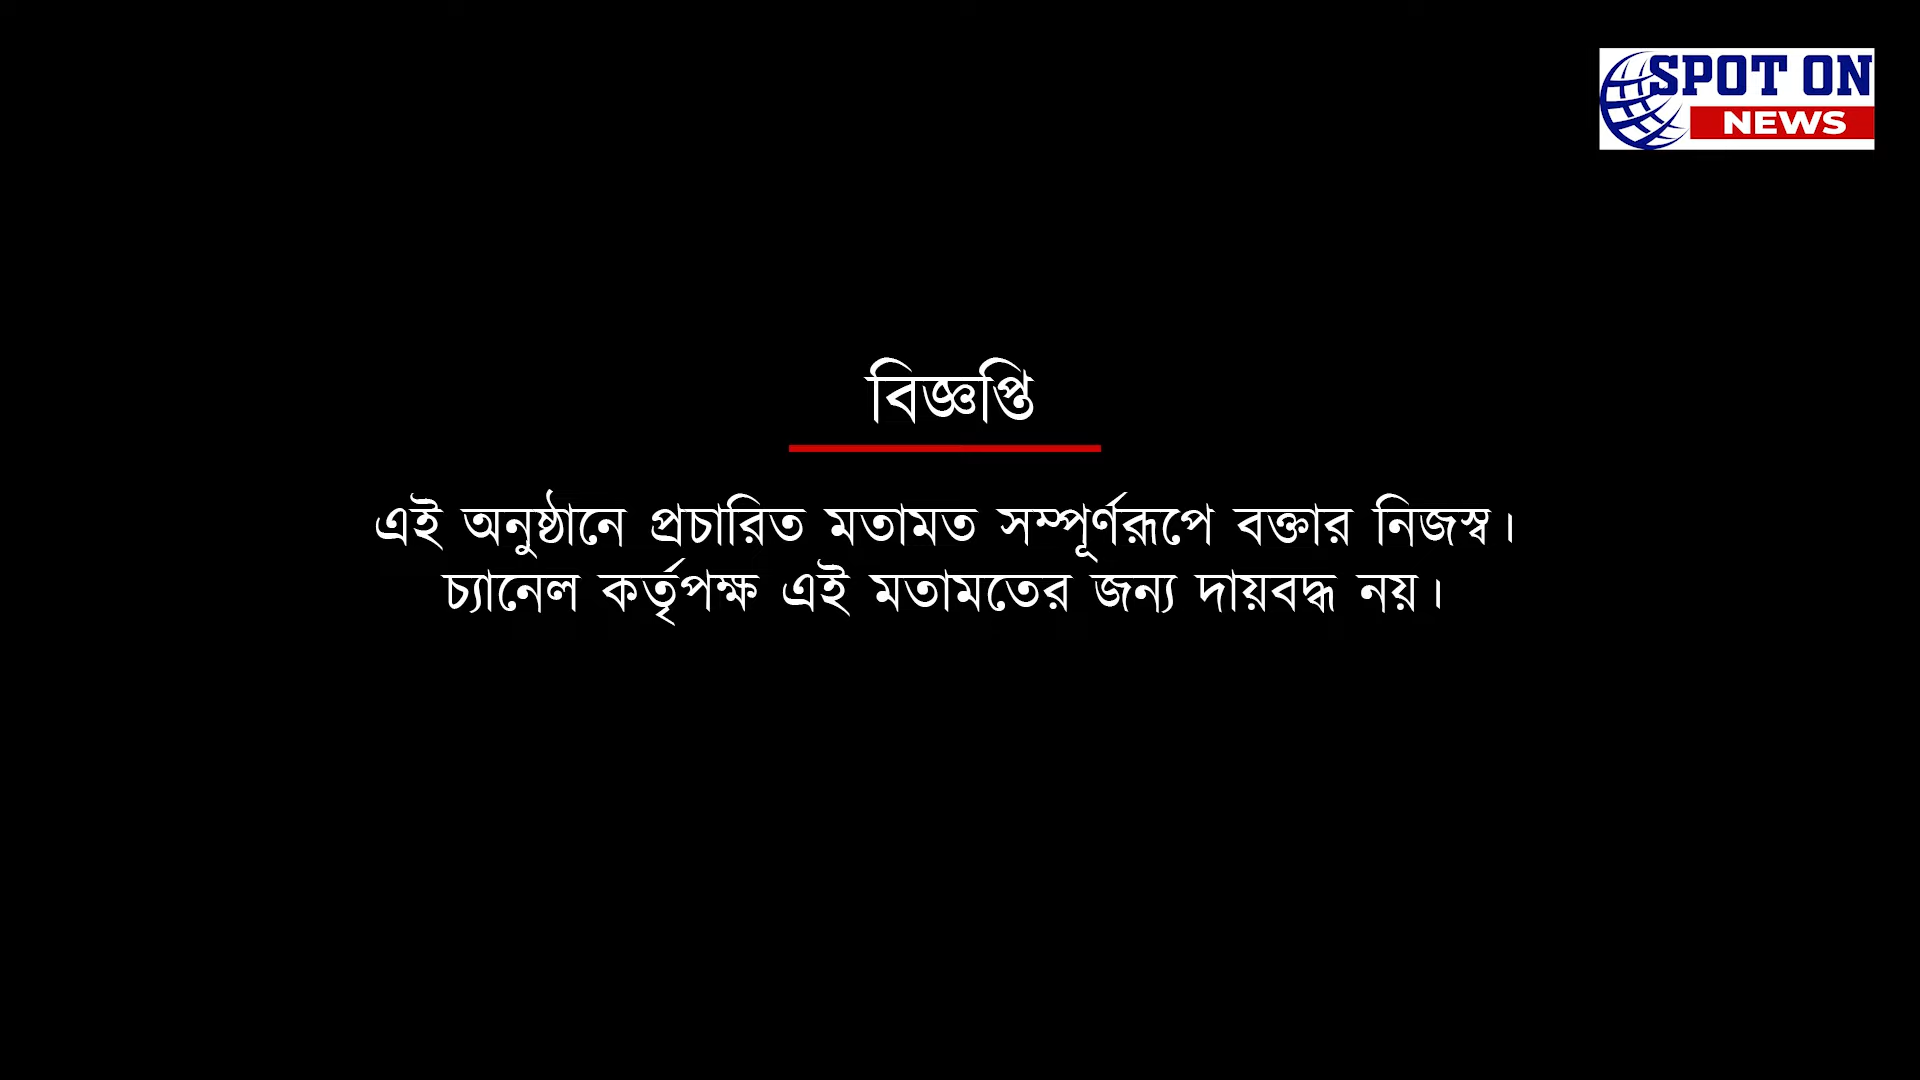 SPOT ON
NEWS
বিজ্ঞপ্তি
এই অনুষ্ঠানে প্রচারিত মতামত সম্পূর্ণরূপে বক্তার নিজস্ব।
চ্যানেল কর্তৃপক্ষ এই মতামতের জন্য দায়বদ্ধ নয়।